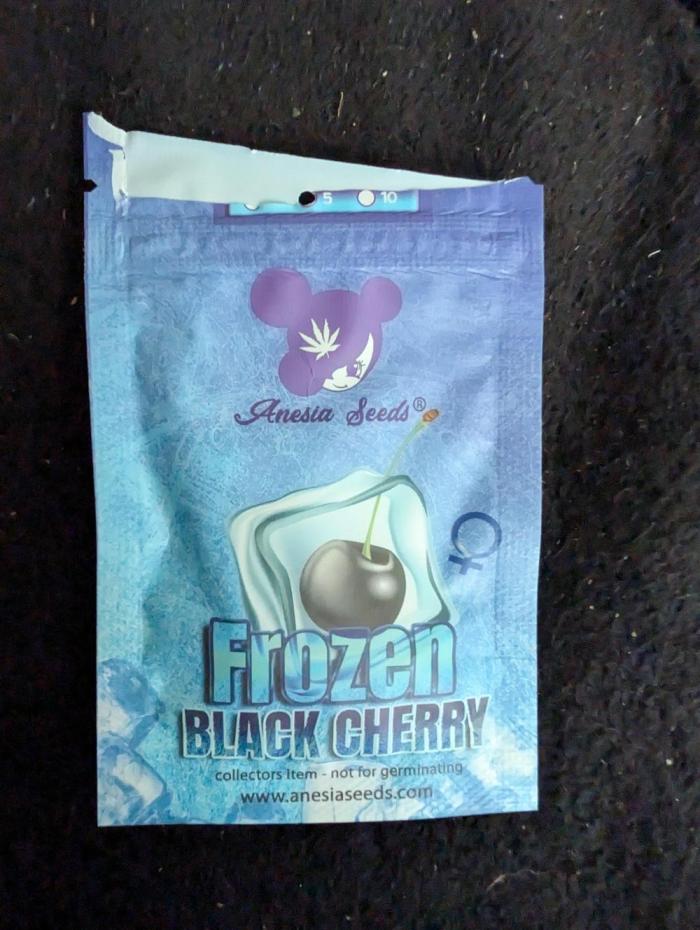 5 10
Anesia Seeds®
Frozen
BLACK CHERRY
collectors item - not for germinating
www.anesiaseeds.com